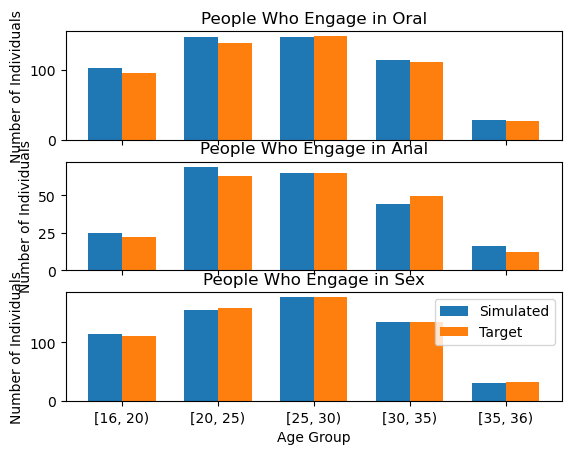 People Who Engage in Oral
Number of Individuals
100
0
People Who Engage in Anal
Number of Individuals
50
25
0
People Who Engage in Sex
Number of Individuals
100
0
Simulated
Target
[16, 20) [20, 25) [25, 30) [30, 35) [35, 36)
Age Group